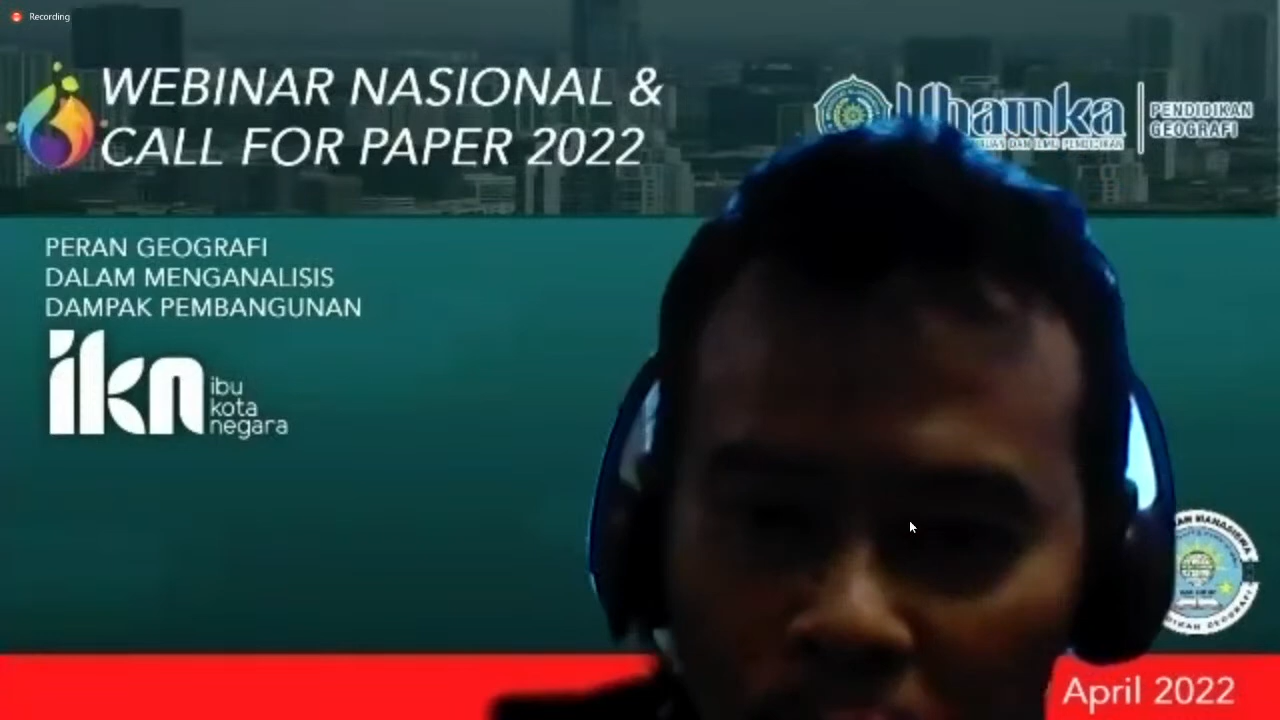 Recording
WEBINAR NASIONAL &
CALL FOR PAPER 2022
Uhamka
PENDIDIKAN
GEOGRAFI
PERAN GEOGRAFI
DALAM MENGANALISIS
DAMPAK PEMBANGUNAN
ikn
ibu
kota
negara
April 2022